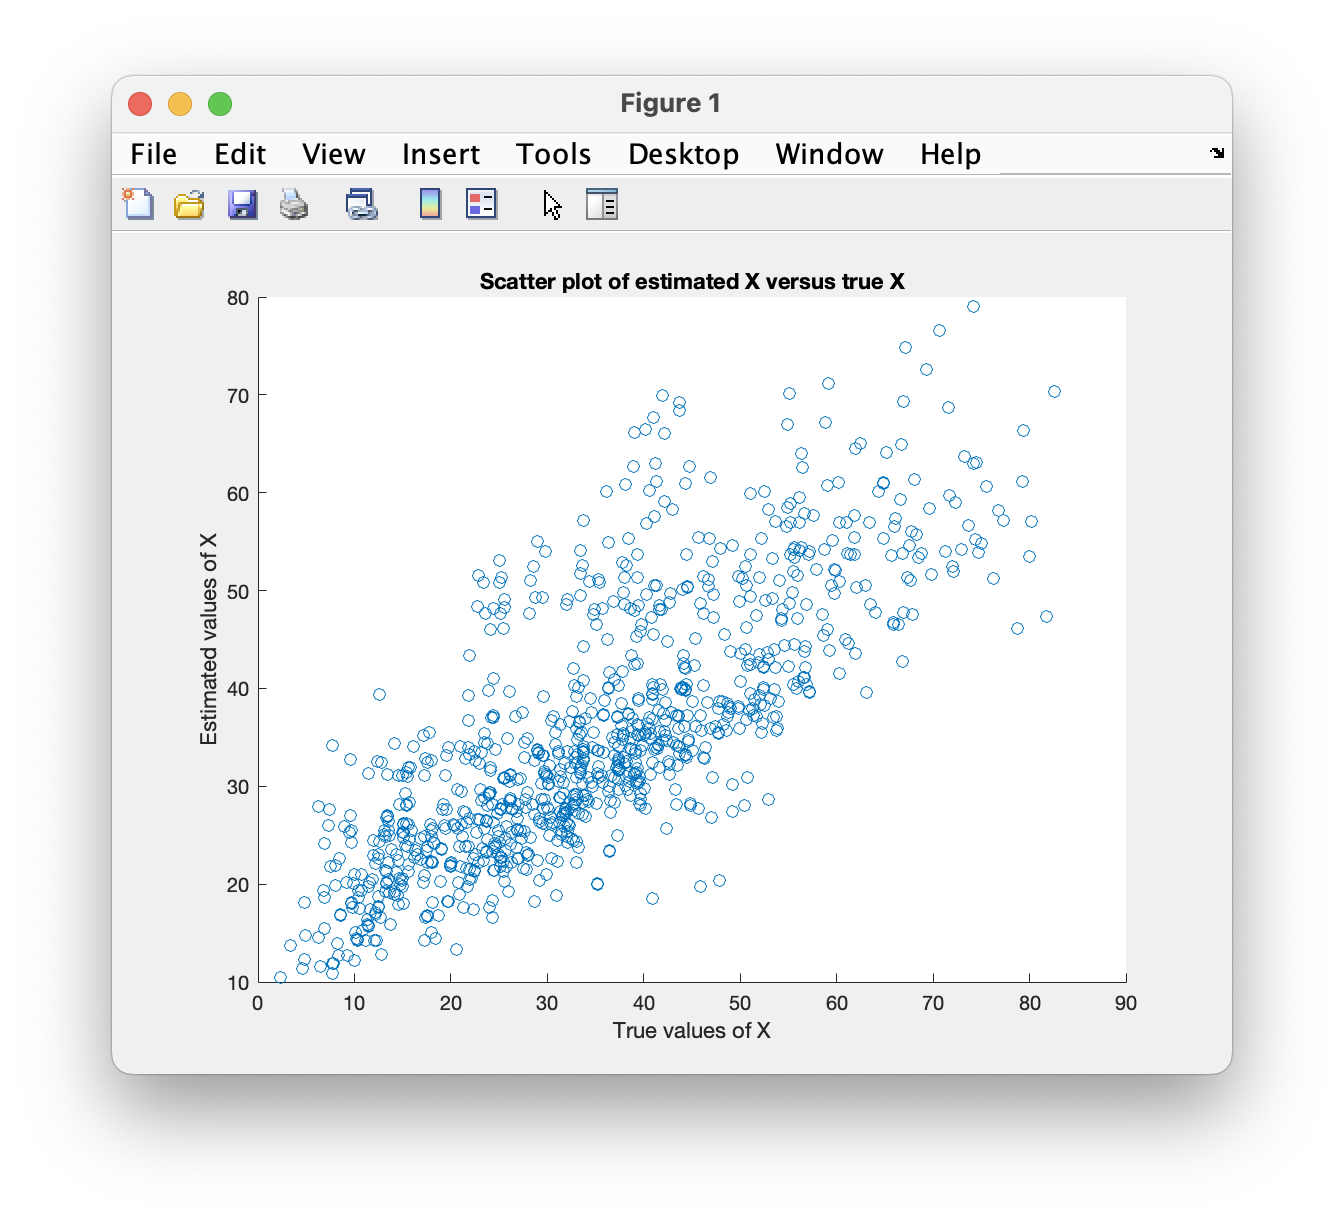 Figure 1
File Edit View Insert Tools Desktop Window Help
Scatter plot of estimated X versus true X
80
70
60
50
40
30
20
10
Estimated values of X
0 10 20 30 40 50 60 70 80 90
True values of X